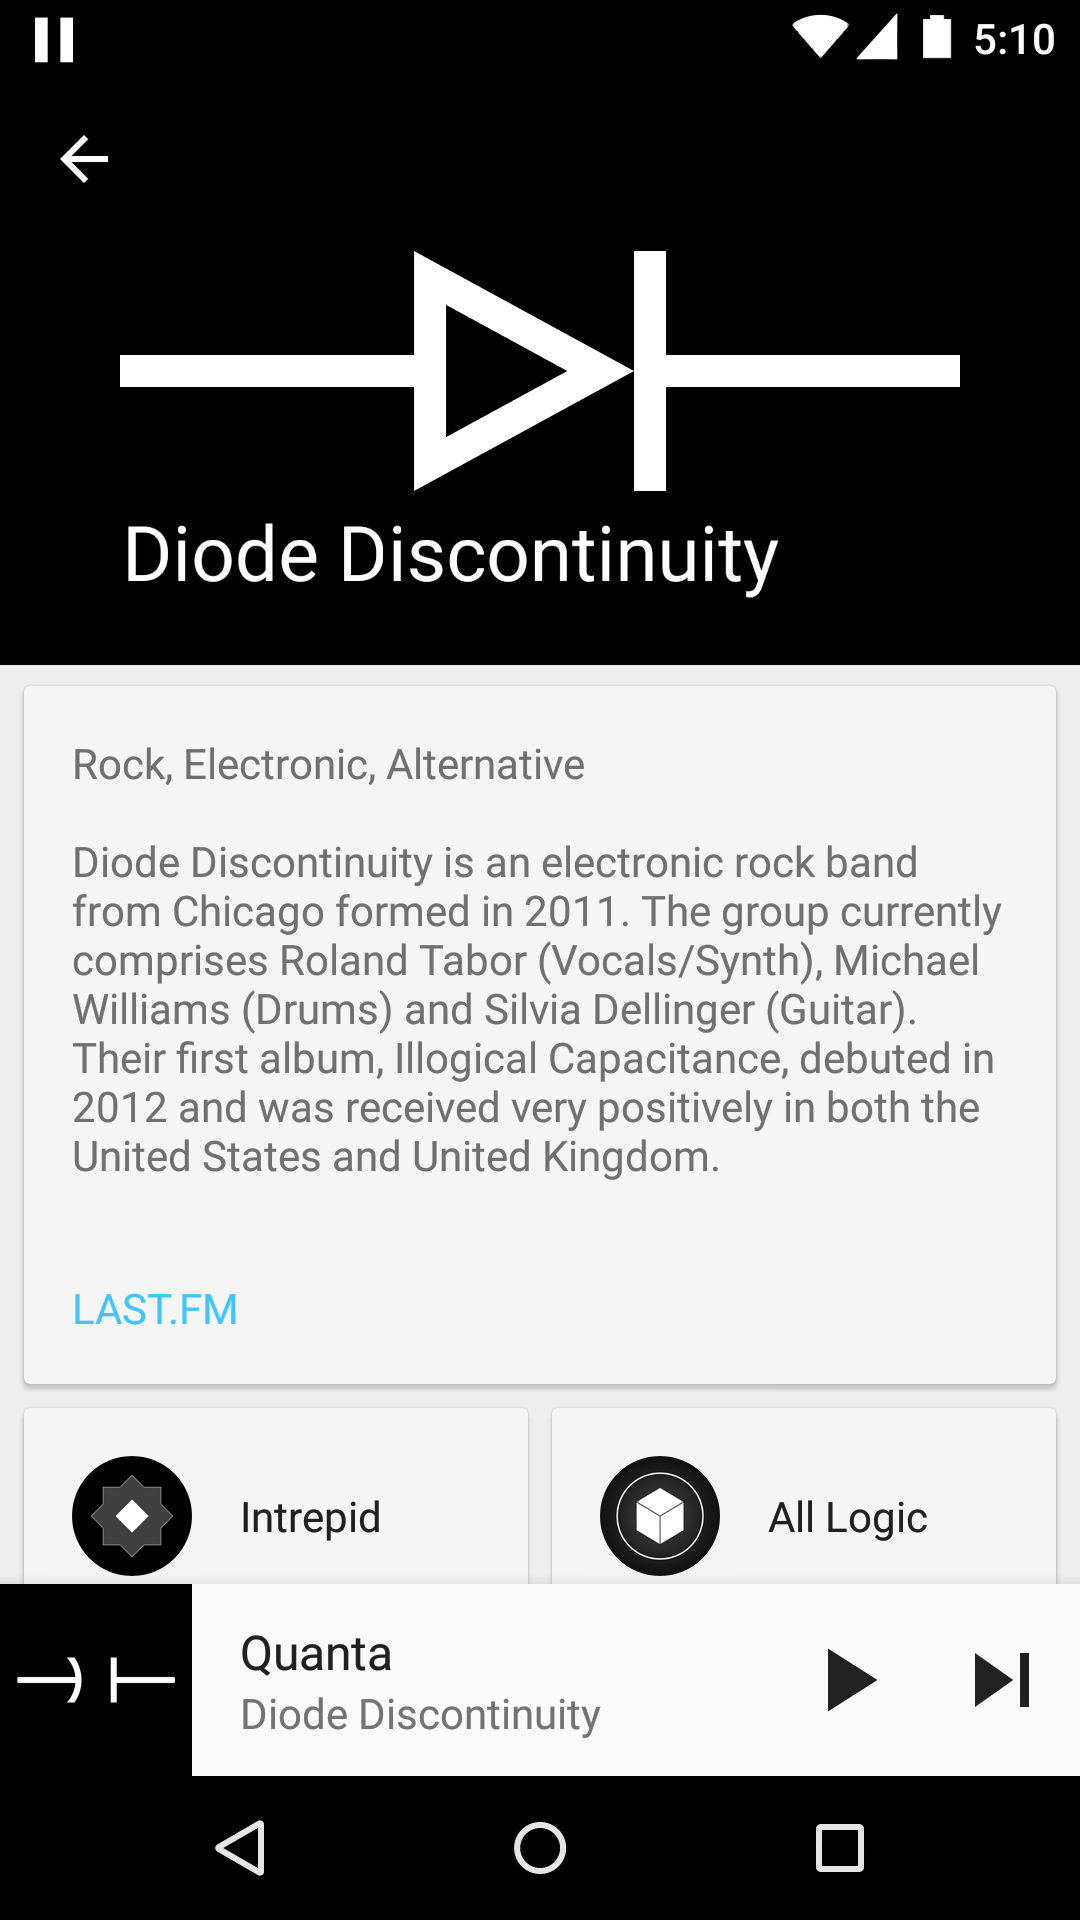 5:10
Diode Discontinuity
Rock, Electronic, Alternative
Diode Discontinuity is an electronic rock band
from Chicago formed in 2011. The group currently
comprises Roland Tabor (Vocals/Synth), Michael
Williams (Drums) and Silvia Dellinger (Guitar).
Their first album, Illogical Capacitance, debuted in
2012 and was received very positively in both the
United States and United Kingdom.
LAST.FM
Intrepid
All Logic
Quanta
Diode Discontinuity